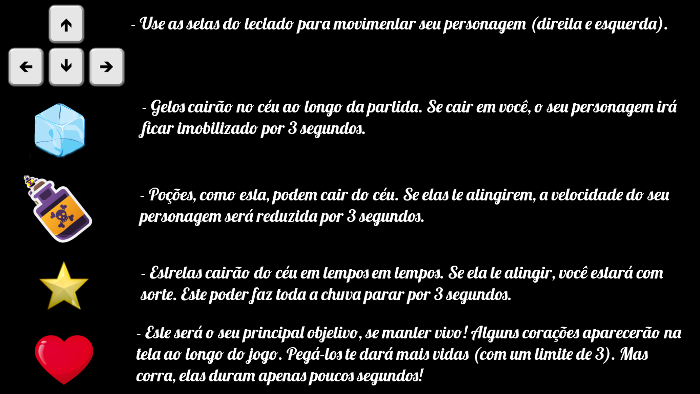 - Use as setas do teclado para movimentar seu personagem (direita e esquerda).
- Gelos cairão no céu ao longo da partida. Se cair em você, o seu personagem irá
ficar imobilizado por 3 segundos.
- Poções, como esta, podem cair do céu. Se elas te atingirem, a velocidade do seu
personagem será reduzida por 3 segundos.
- Estrelas cairão do céu em tempos em tempos. Se ela te atingir, você estará com
sorte. Este poder faz toda a chuva parar por 3 segundos.
- Este será o seu principal objetivo, se manter vivo! Alguns corações aparecerão na
tela ao longo do jogo. Pegá-los te dará mais vidas (com um limite de 3). Mas
corra, elas duram apenas poucos segundos!